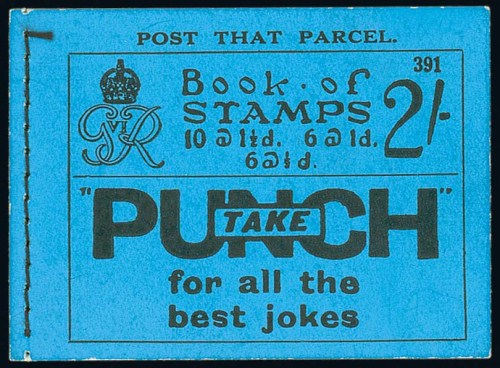 POST THAT PARCEL.
391
GVIR
Book · of
STAMPS
2/-
10 @ 1½d. 6 @ 1d.
6 @ ½d.
"PUNCH"
TAKE
for all the
best jokes